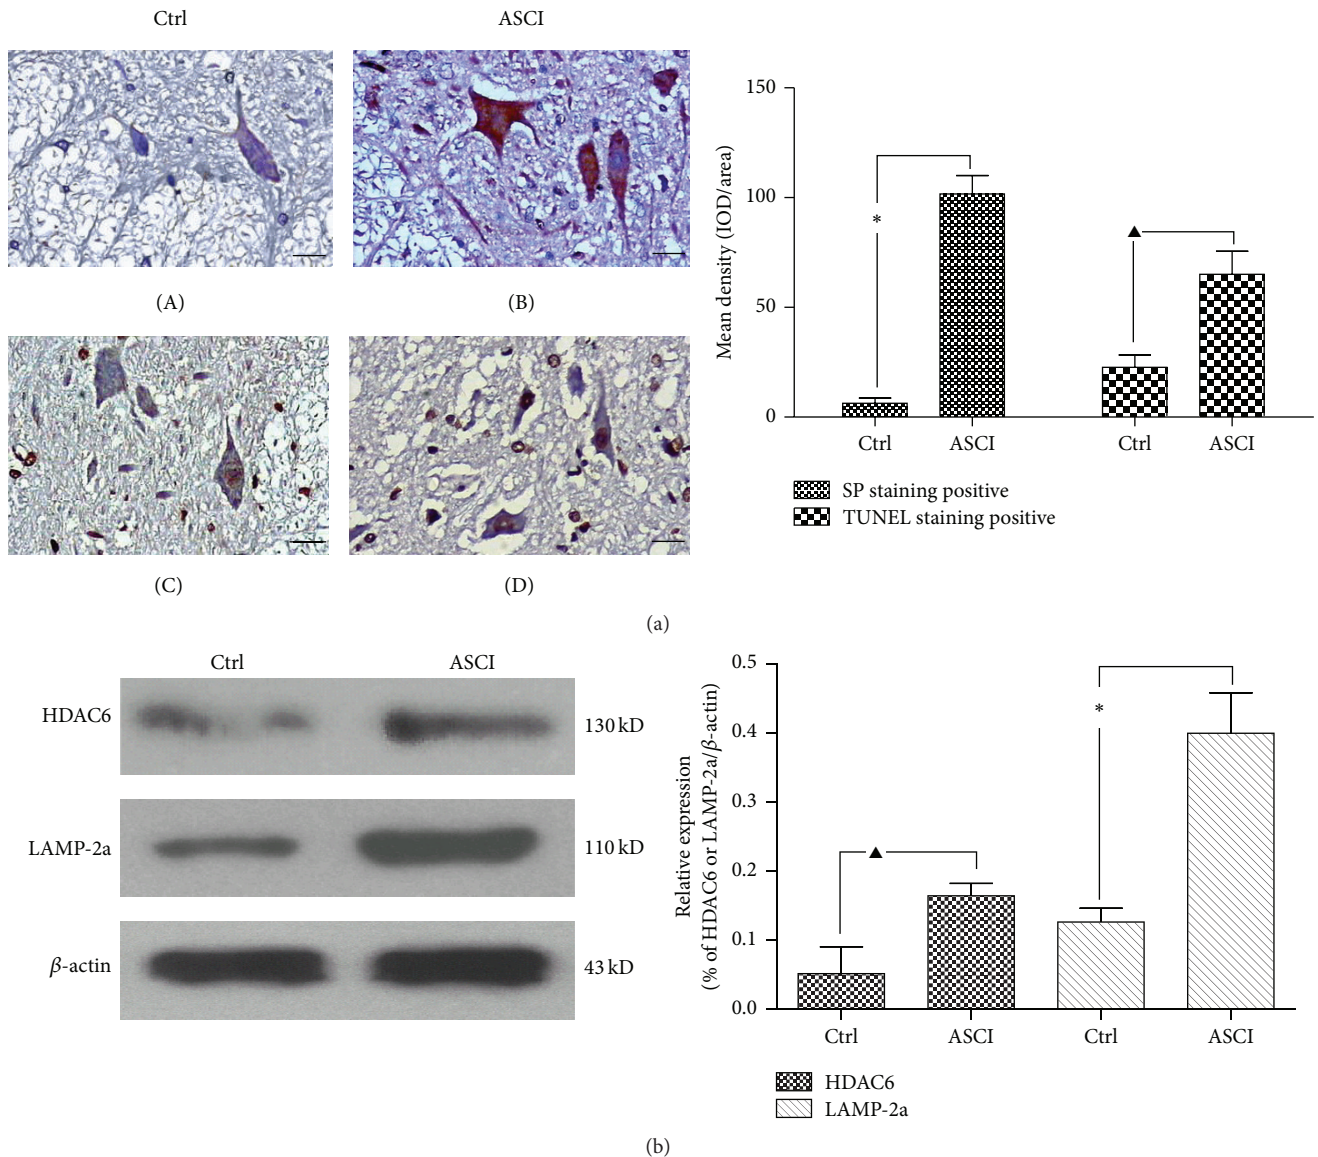 Ctrl
ASCI
(A)
(B)
(C)
(D)
150
100
50
0
Mean density (IOD/area)
*
▲
Ctrl
ASCI
Ctrl
ASCI
SP staining positive
TUNEL staining positive
(a)
Ctrl
ASCI
HDAC6
130 kD
LAMP-2a
110 kD
β-actin
43 kD
0.5
0.4
0.3
0.2
0.1
0.0
Relative expression
(% of HDAC6 or LAMP-2a/β-actin)
▲
*
Ctrl
ASCI
Ctrl
ASCI
HDAC6
LAMP-2a
(b)